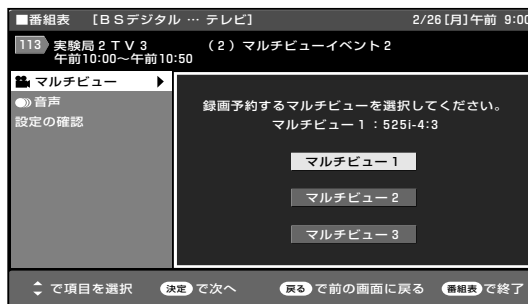 ■番組表 [BSデジタル … テレビ] 2/26[月]午前 9:00
113 実験局2TV3 (2)マルチビューイベント2
午前10:00~午前10:50
マルチビュー
音声
設定の確認
録画予約するマルチビューを選択してください。
マルチビュー1:525i-4:3
マルチビュー1
マルチビュー2
マルチビュー3
で項目を選択 決定 で次へ 戻る で前の画面に戻る 番組表 で終了